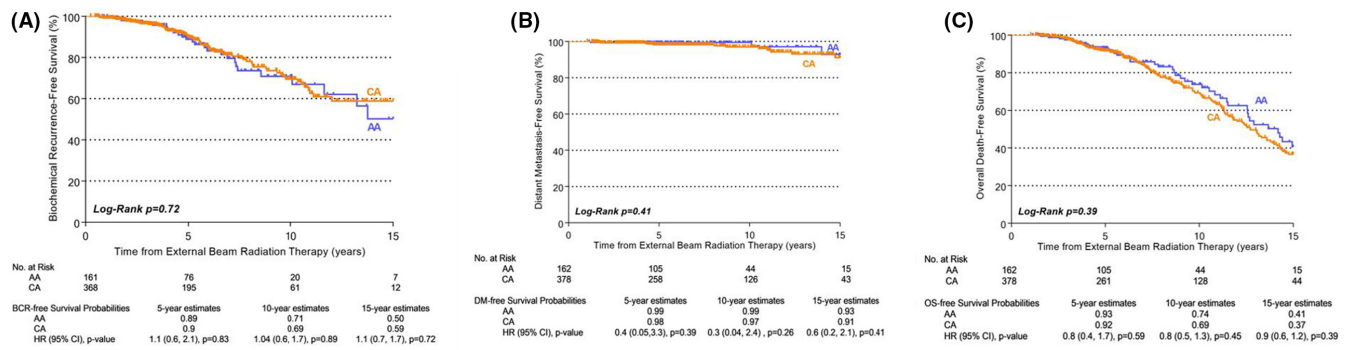 (A)
Biochemical Recurrence-Free Survival (%)
100
80
60
40
20
0
CA
AA
Log-Rank p=0.72
0 5 10 15
Time from External Beam Radiation Therapy (years)
No. at Risk
AA 161 76 20 7
CA 368 195 61 12
BCR-free Survival Probabilities 5-year estimates 10-year estimates 15-year estimates
AA 0.89 0.71 0.50
CA 0.9 0.69 0.59
HR (95% CI), p-value 1.1 (0.6, 2.1), p=0.83 1.04 (0.6, 1.7), p=0.89 1.1 (0.7, 1.7), p=0.72
(B)
Distant Metastasis-Free Survival (%)
100
80
60
40
20
0
AA
CA
Log-Rank p=0.41
0 5 10 15
Time from External Beam Radiation Therapy (years)
No. at Risk
AA 162 105 44 15
CA 378 258 126 43
DM-free Survival Probabilities 5-year estimates 10-year estimates 15-year estimates
AA 0.99 0.99 0.93
CA 0.98 0.97 0.91
HR (95% CI), p-value 0.4 (0.05,3.3), p=0.39 0.3 (0.04, 2.4) , p=0.26 0.6 (0.2, 2.1), p=0.41
(C)
Overall Death-Free Survival (%)
100
80
60
40
20
0
AA
CA
Log-Rank p=0.39
0 5 10 15
Time from External Beam Radiation Therapy (years)
No. at Risk
AA 162 105 44 15
CA 378 261 128 44
OS-free Survival Probabilities 5-year estimates 10-year estimates 15-year estimates
AA 0.93 0.74 0.41
CA 0.92 0.69 0.37
HR (95% CI), p-value 0.8 (0.4, 1.7), p=0.59 0.8 (0.5, 1.3), p=0.45 0.9 (0.6, 1.2), p=0.39